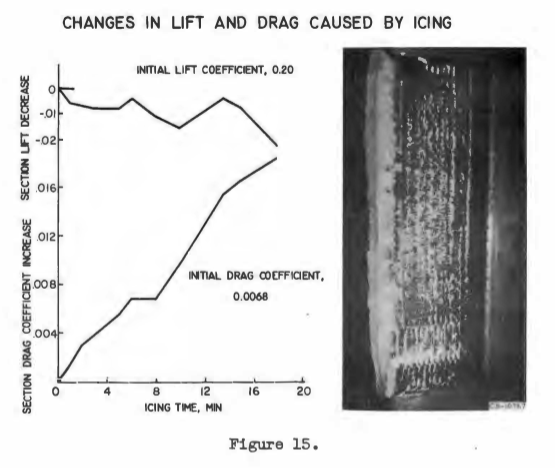 CHANGES IN LIFT AND DRAG CAUSED BY ICING
INITIAL LIFT COEFFICIENT, 0.20
SECTION LIFT DECREASE
0
-.01
-.02
SECTION DRAG COEFFICIENT INCREASE
.016
.012
.008
.004
INITIAL DRAG COEFFICIENT,
0.0068
0
4
8
12
16
20
ICING TIME, MIN
Figure 15.